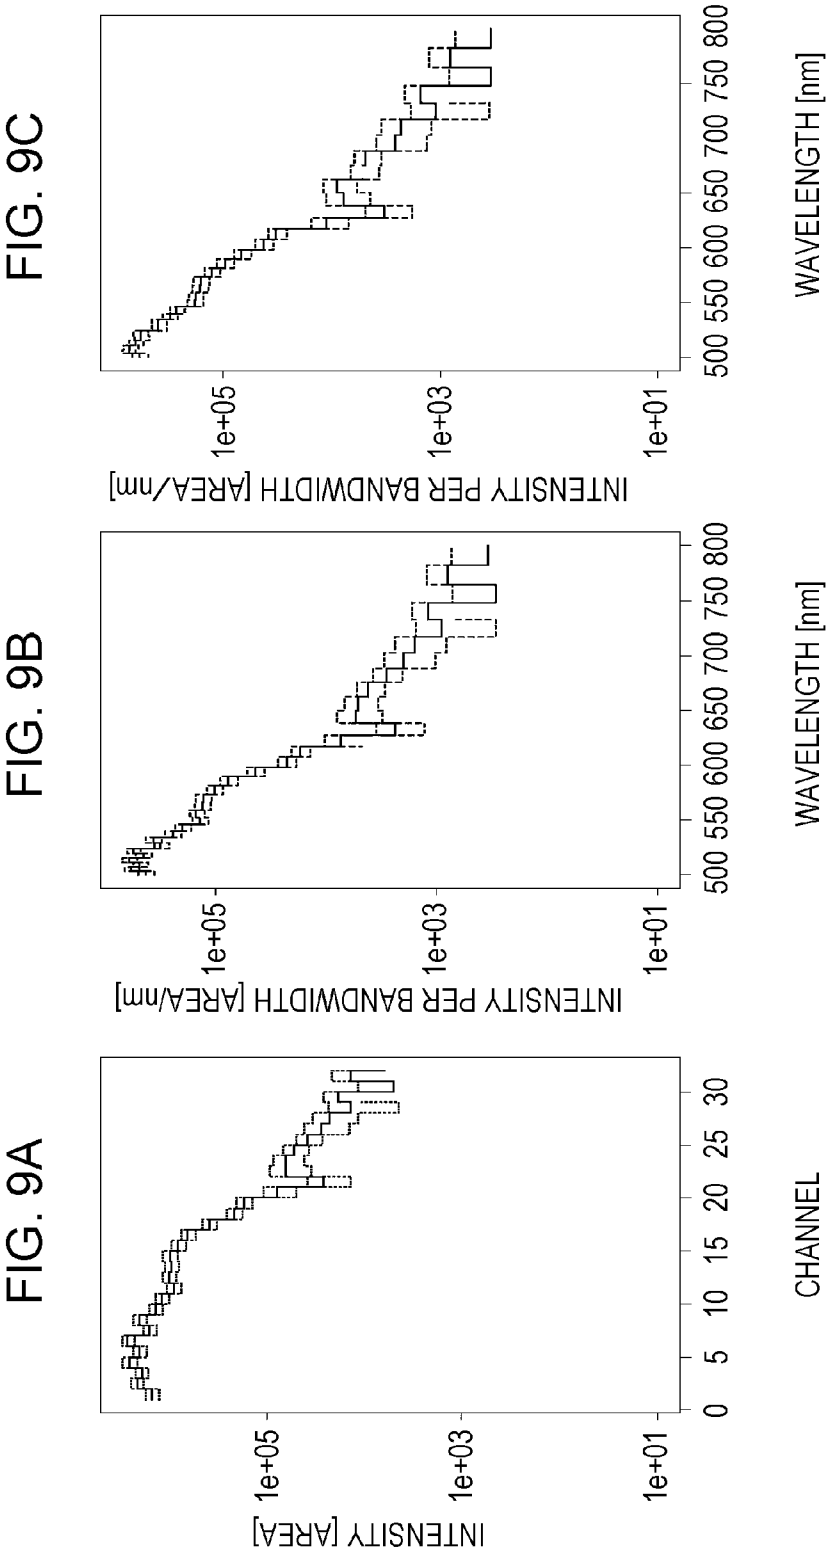 FIG. 9A
INTENSITY [AREA]
1e+05
1e+03
1e+01
0 5 10 15 20 25 30
CHANNEL
FIG. 9B
INTENSITY PER BANDWIDTH [AREA/nm]
1e+05
1e+03
1e+01
500 550 600 650 700 750 800
WAVELENGTH [nm]
FIG. 9C
INTENSITY PER BANDWIDTH [AREA/nm]
1e+05
1e+03
1e+01
500 550 600 650 700 750 800
WAVELENGTH [nm]